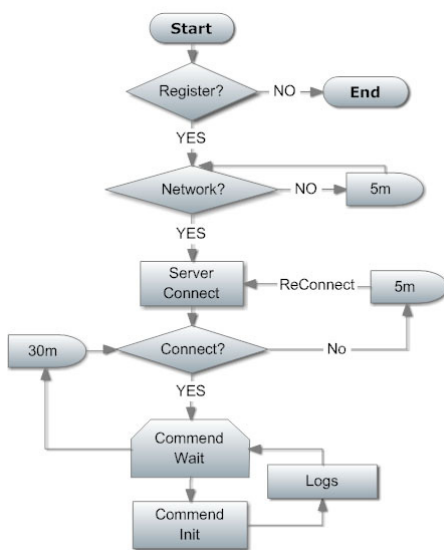 Start
Register?
NO
End
YES
Network?
NO
5m
YES
Server
Connect
ReConnect
5m
30m
Connect?
No
YES
Commend
Wait
Logs
Commend
Init